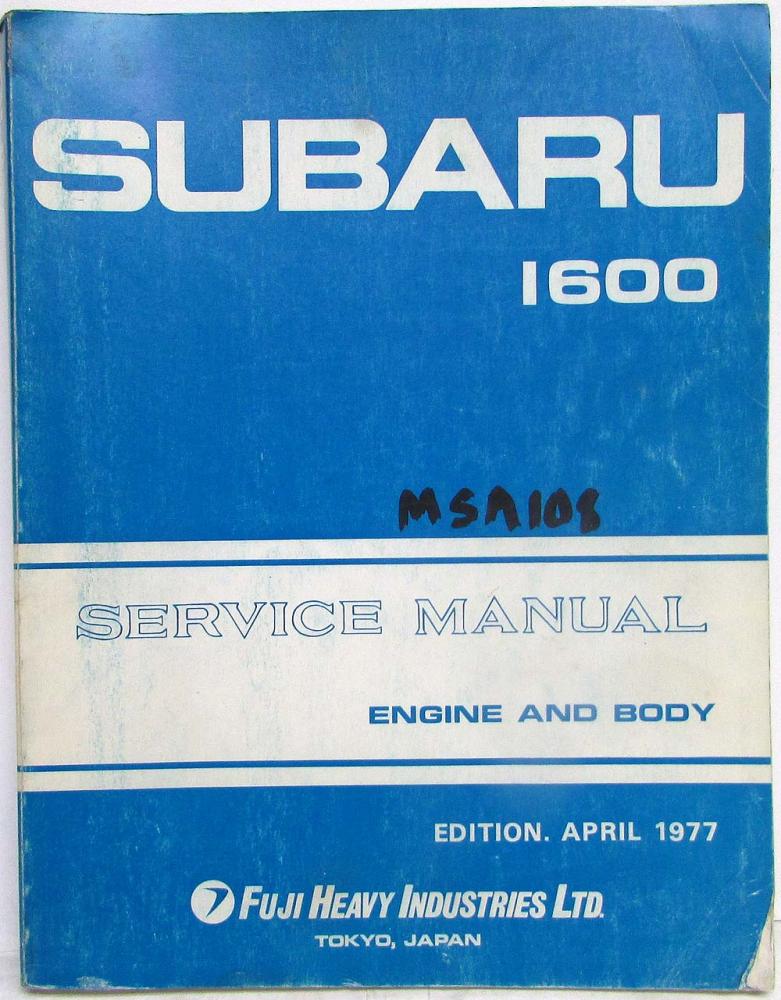 SUBARU
1600
MSA108
SERVICE MANUAL
ENGINE AND BODY
EDITION. APRIL 1977
FUJI HEAVY INDUSTRIES LTD.
TOKYO, JAPAN